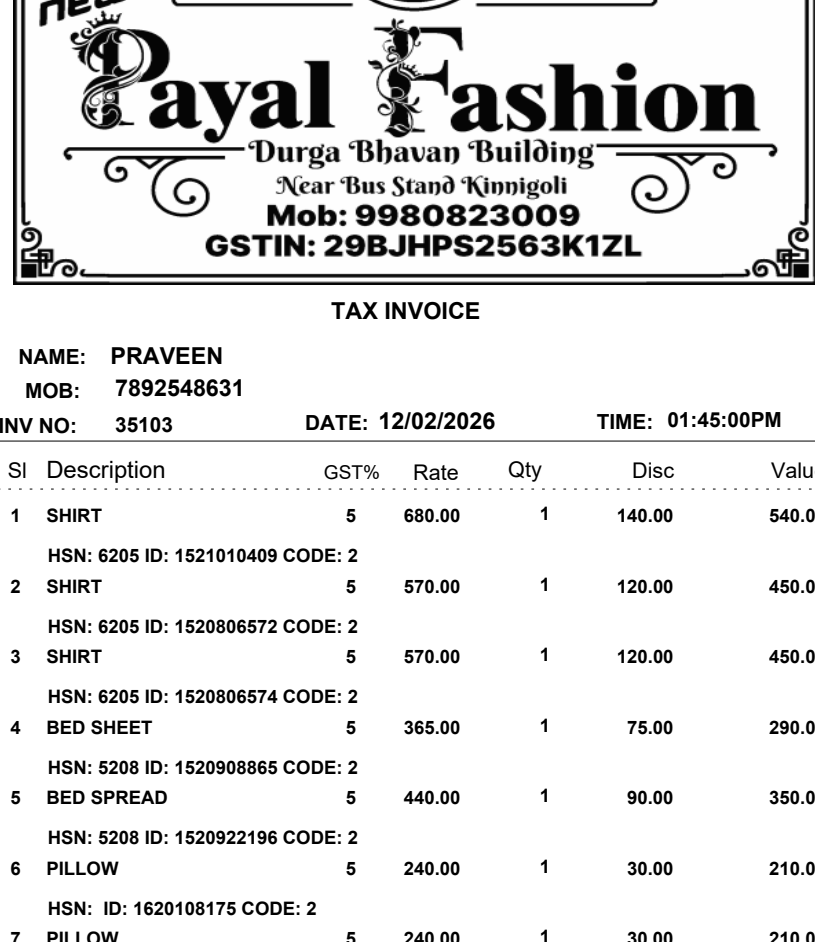 new
Payal Fashion
Durga Bhavan Building
Near Bus Stand Kinnigoli
Mob: 9980823009
GSTIN: 29BJHPS2563K1ZL
TAX INVOICE
NAME: PRAVEEN
MOB: 7892548631
INV NO: 35103 DATE: 12/02/2026 TIME: 01:45:00PM
Sl Description GST% Rate Qty Disc Valu
1 SHIRT 5 680.00 1 140.00 540.0
HSN: 6205 ID: 1521010409 CODE: 2
2 SHIRT 5 570.00 1 120.00 450.0
HSN: 6205 ID: 1520806572 CODE: 2
3 SHIRT 5 570.00 1 120.00 450.0
HSN: 6205 ID: 1520806574 CODE: 2
4 BED SHEET 5 365.00 1 75.00 290.0
HSN: 5208 ID: 1520908865 CODE: 2
5 BED SPREAD 5 440.00 1 90.00 350.0
HSN: 5208 ID: 1520922196 CODE: 2
6 PILLOW 5 240.00 1 30.00 210.0
HSN: ID: 1620108175 CODE: 2
7 PILLOW 5 240.00 1 30.00 210.0